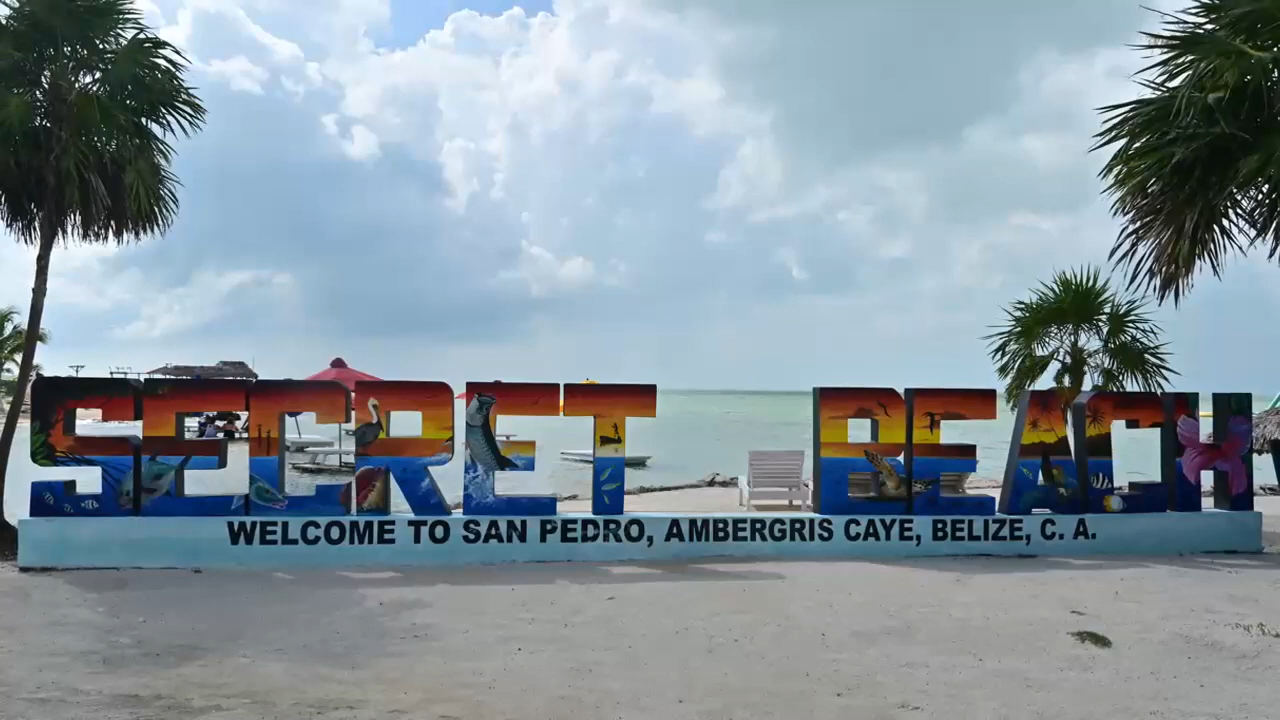 SECRET BEACH
WELCOME TO SAN PEDRO, AMBERGRIS CAYE, BELIZE, C. A.